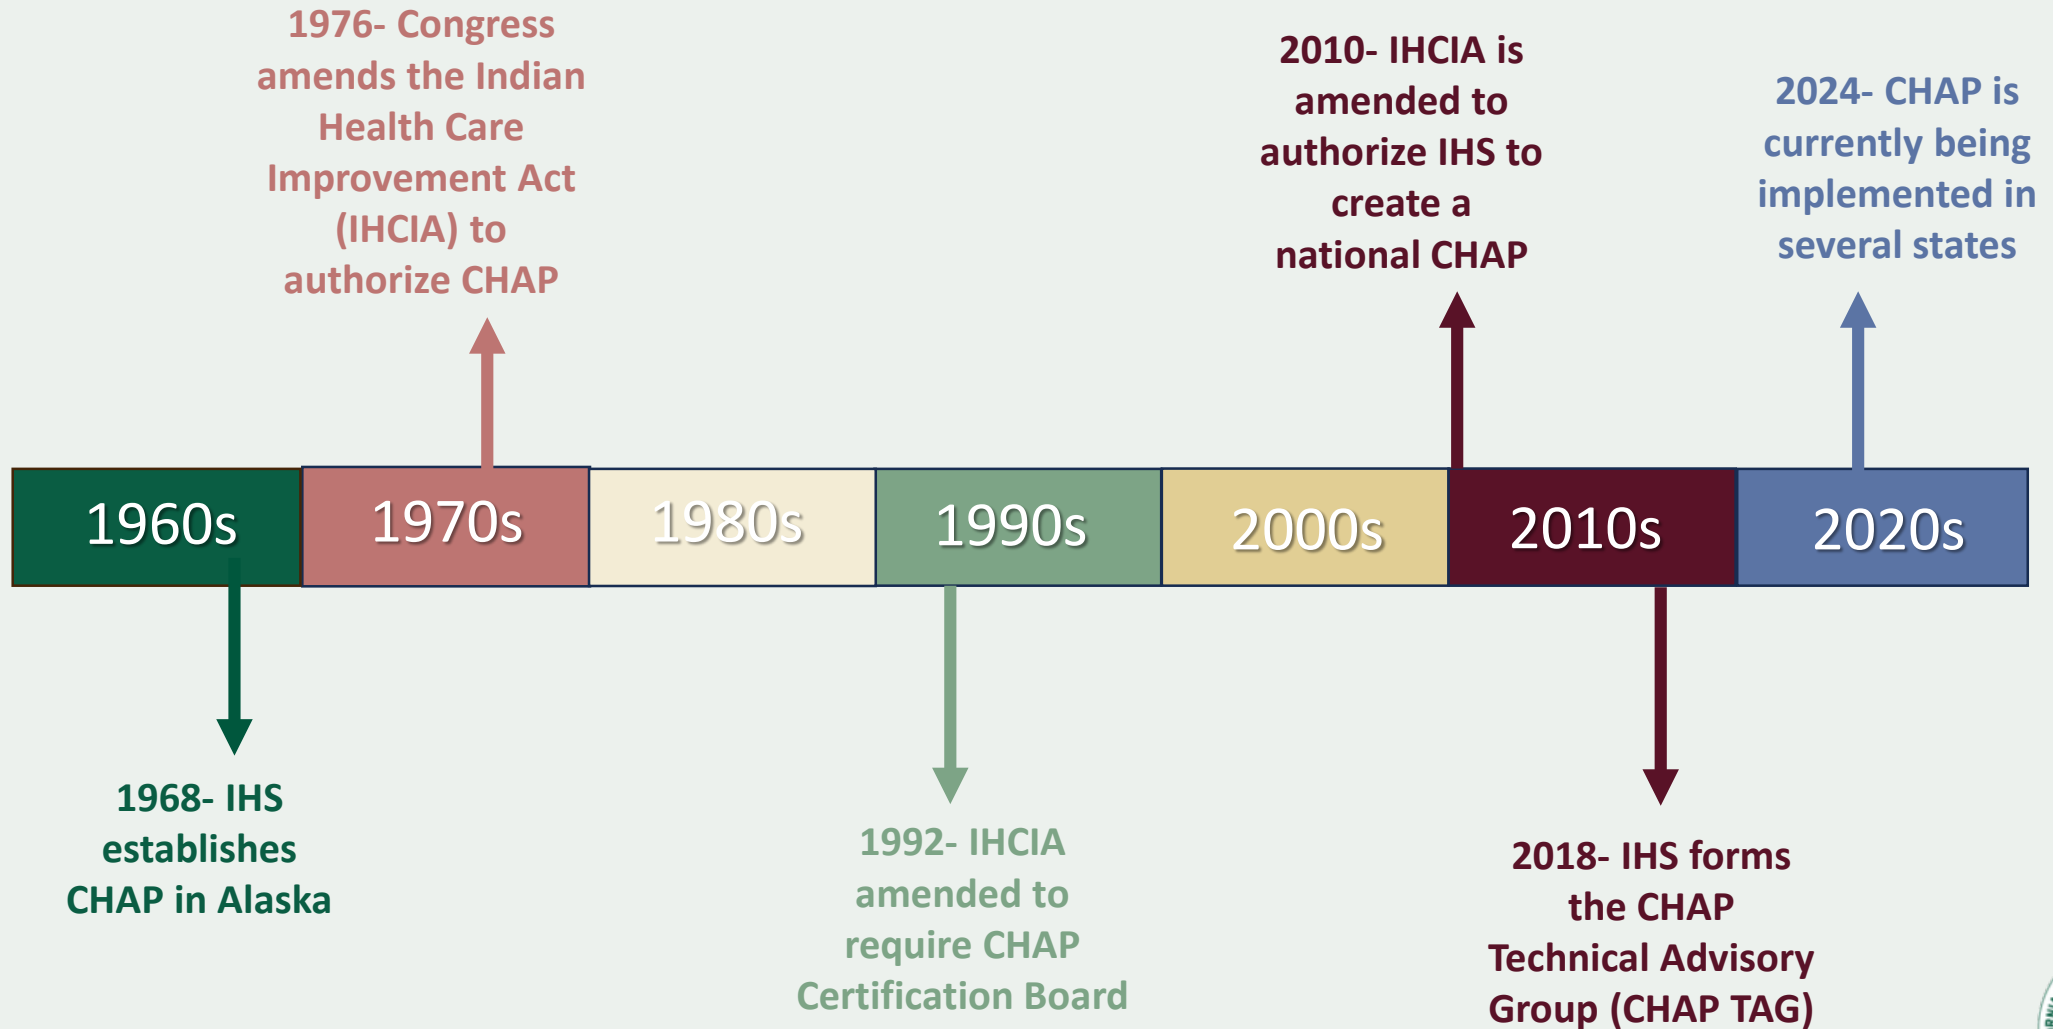 1976- Congress
amends the Indian
Health Care
Improvement Act
(IHCIA) to
authorize CHAP
2010- IHCIA is
amended to
authorize IHS to
create a
national CHAP
2024- CHAP is
currently being
implemented in
several states
1960s
1970s
1980s
1990s
2000s
2010s
2020s
1968- IHS
establishes
CHAP in Alaska
1992- IHCIA
amended to
require CHAP
Certification Board
2018- IHS forms
the CHAP
Technical Advisory
Group (CHAP TAG)